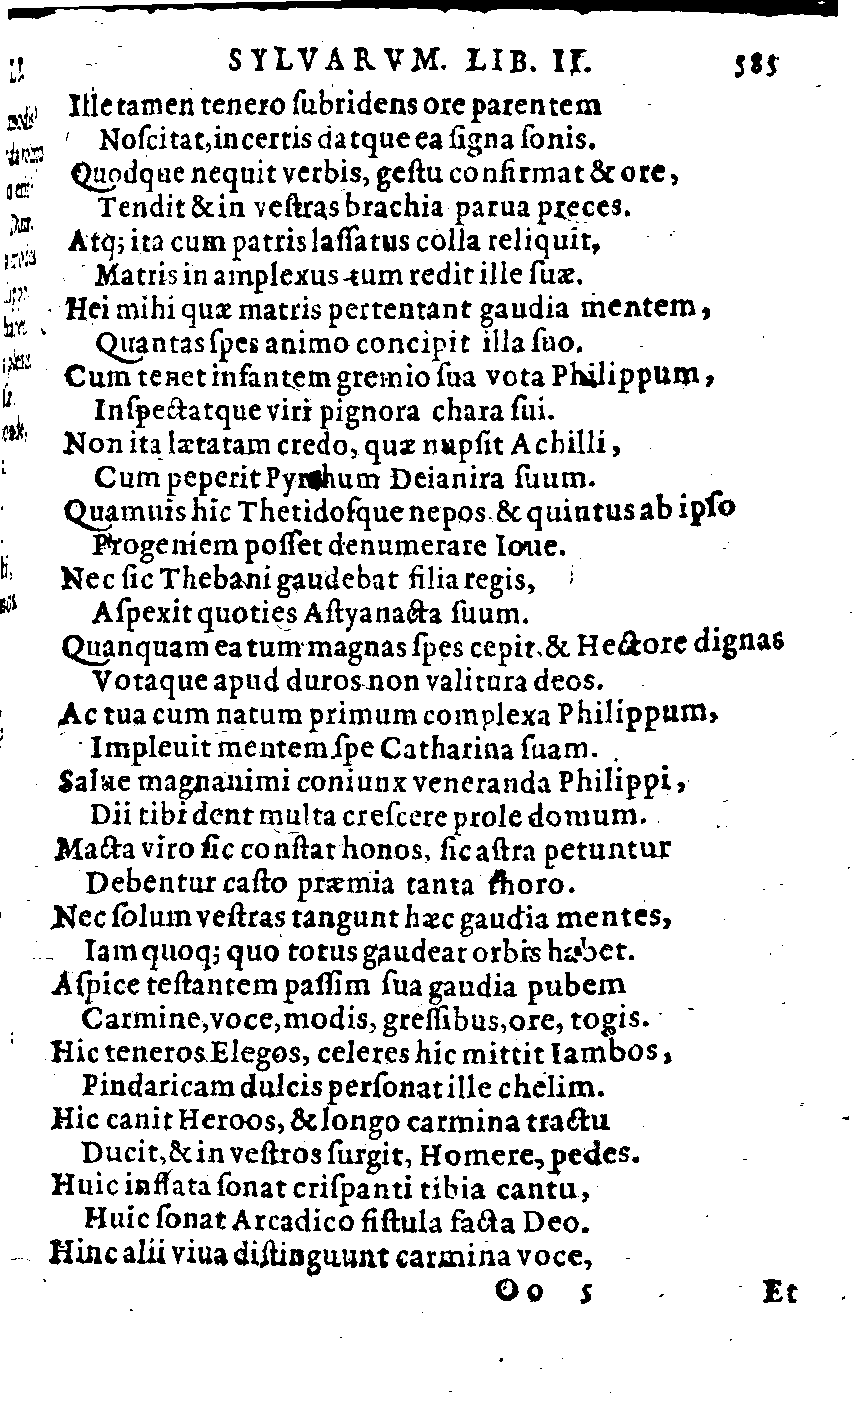 SYLVARVM. LIB. II. 585
Ille tamen tenero ſubridens ore parentem
Noſcitat, incertis datque ea ſigna ſonis.
Quodque nequit verbis, geſtu confirmat & ore,
Tendit & in veſtras brachia parua preces.
Atq; ita cum patris laſſatus colla reliquit,
Matris in amplexus tum redit ille ſuæ.
Hei mihi quæ matris pertentant gaudia mentem,
Quantas ſpes animo concipit illa ſuo.
Cum tenet infantem gremio ſua vota Philippum,
Inſpectatque viri pignora chara ſui.
Non ita lætatam credo, quæ nupſit Achilli,
Cum peperit Pyrrhum Deianira ſuum.
Quamuis hic Thetidoſque nepos & quintus ab ipſo
Progeniem poſſet denumerare Ioue.
Nec ſic Thebani gaudebat filia regis,
Aſpexit quoties Aſtyanacta ſuum.
Quanquam ea tum magnas ſpes cepit, & Hectore dignas
Votaque apud duros non valitura deos.
Ac tua cum natum primum complexa Philippum,
Impleuit mentem ſpe Catharina ſuam.
Salue magnanimi coniunx veneranda Philippi,
Dii tibi dent multa creſcere prole domum.
Macta viro ſic conſtat honos, ſic aſtra petuntur
Debentur caſto præmia tanta thoro.
Nec ſolum veſtras tangunt hæc gaudia mentes,
Iam quoq; quo totus gaudeat orbis habet.
Aſpice teſtantem paſſim ſua gaudia pubem
Carmine, voce, modis, greſſibus, ore, togis.
Hic teneros Elegos, celeres hic mittit Iambos,
Pindaricam dulcis perſonat ille chelim.
Hic canit Heroos, & longo carmina tractu
Ducit, & in veſtros ſurgit, Homere, pedes.
Huic inflata ſonat criſpanti tibia cantu,
Huic ſonat Arcadico fiſtula facta Deo.
Hinc alii viua diſtinguunt carmina voce,
Oo 5 Et